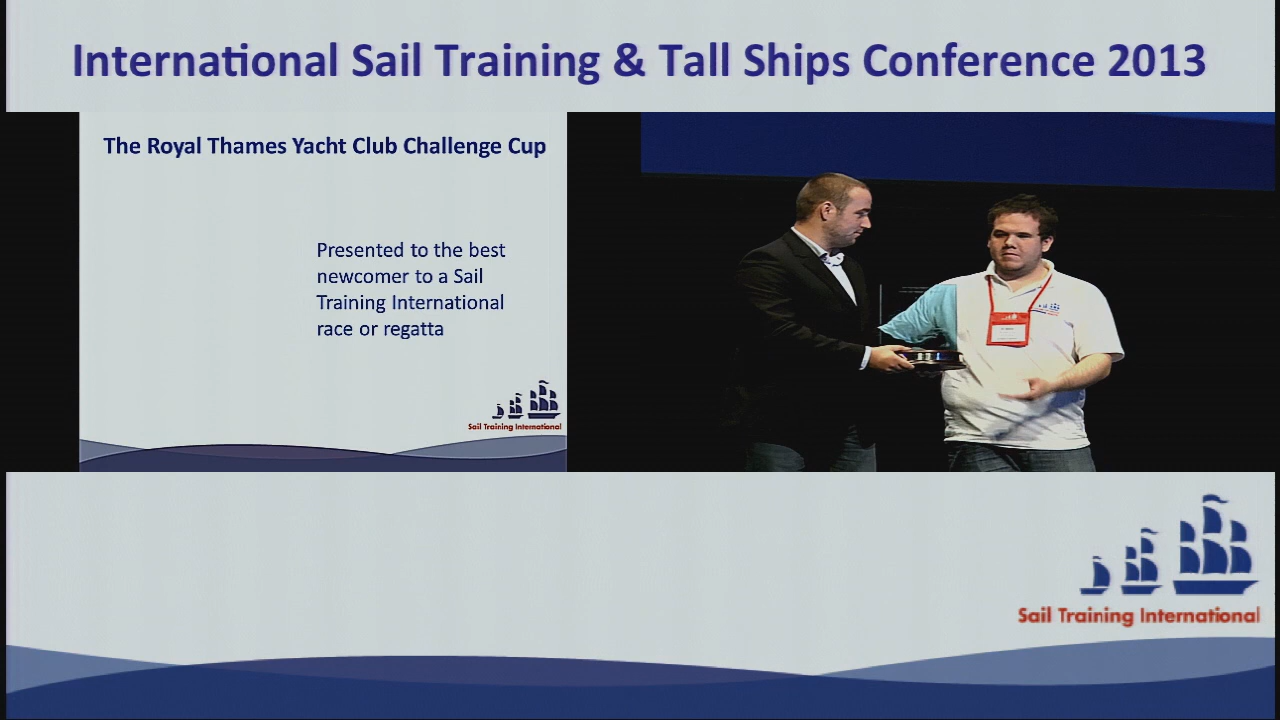 International Sail Training & Tall Ships Conference 2013
The Royal Thames Yacht Club Challenge Cup
Presented to the best
newcomer to a Sail
Training International
race or regatta
Sail Training International
Sail Training International